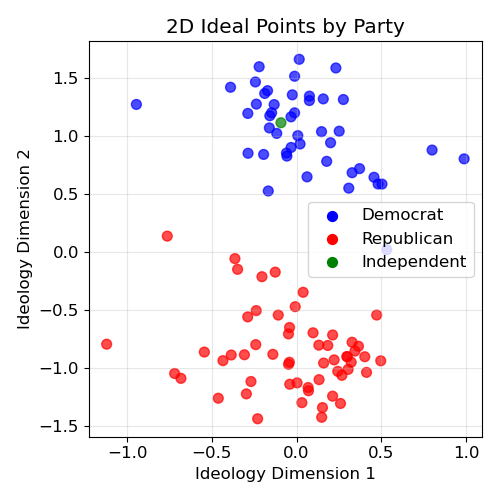 2D Ideal Points by Party
Ideology Dimension 2
1.5
1.0
0.5
0.0
−0.5
−1.0
−1.5
Democrat
Republican
Independent
−1.0
−0.5
0.0
0.5
1.0
Ideology Dimension 1